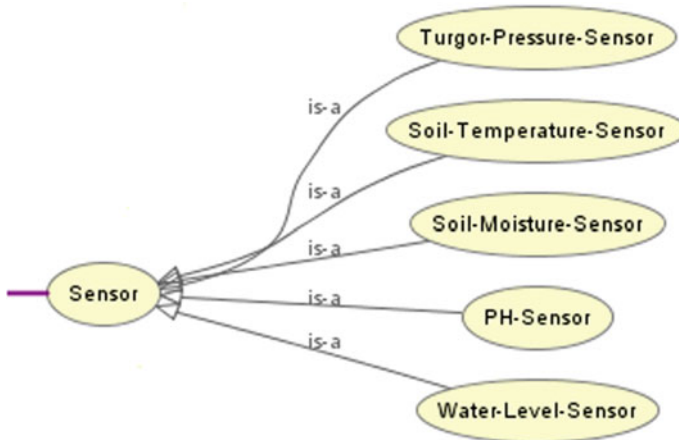 Turgor-Pressure-Sensor
is-a
Soil-Temperature-Sensor
is-a
Soil-Moisture-Sensor
is-a
Sensor
is-a
PH-Sensor
is-a
Water-Level-Sensor